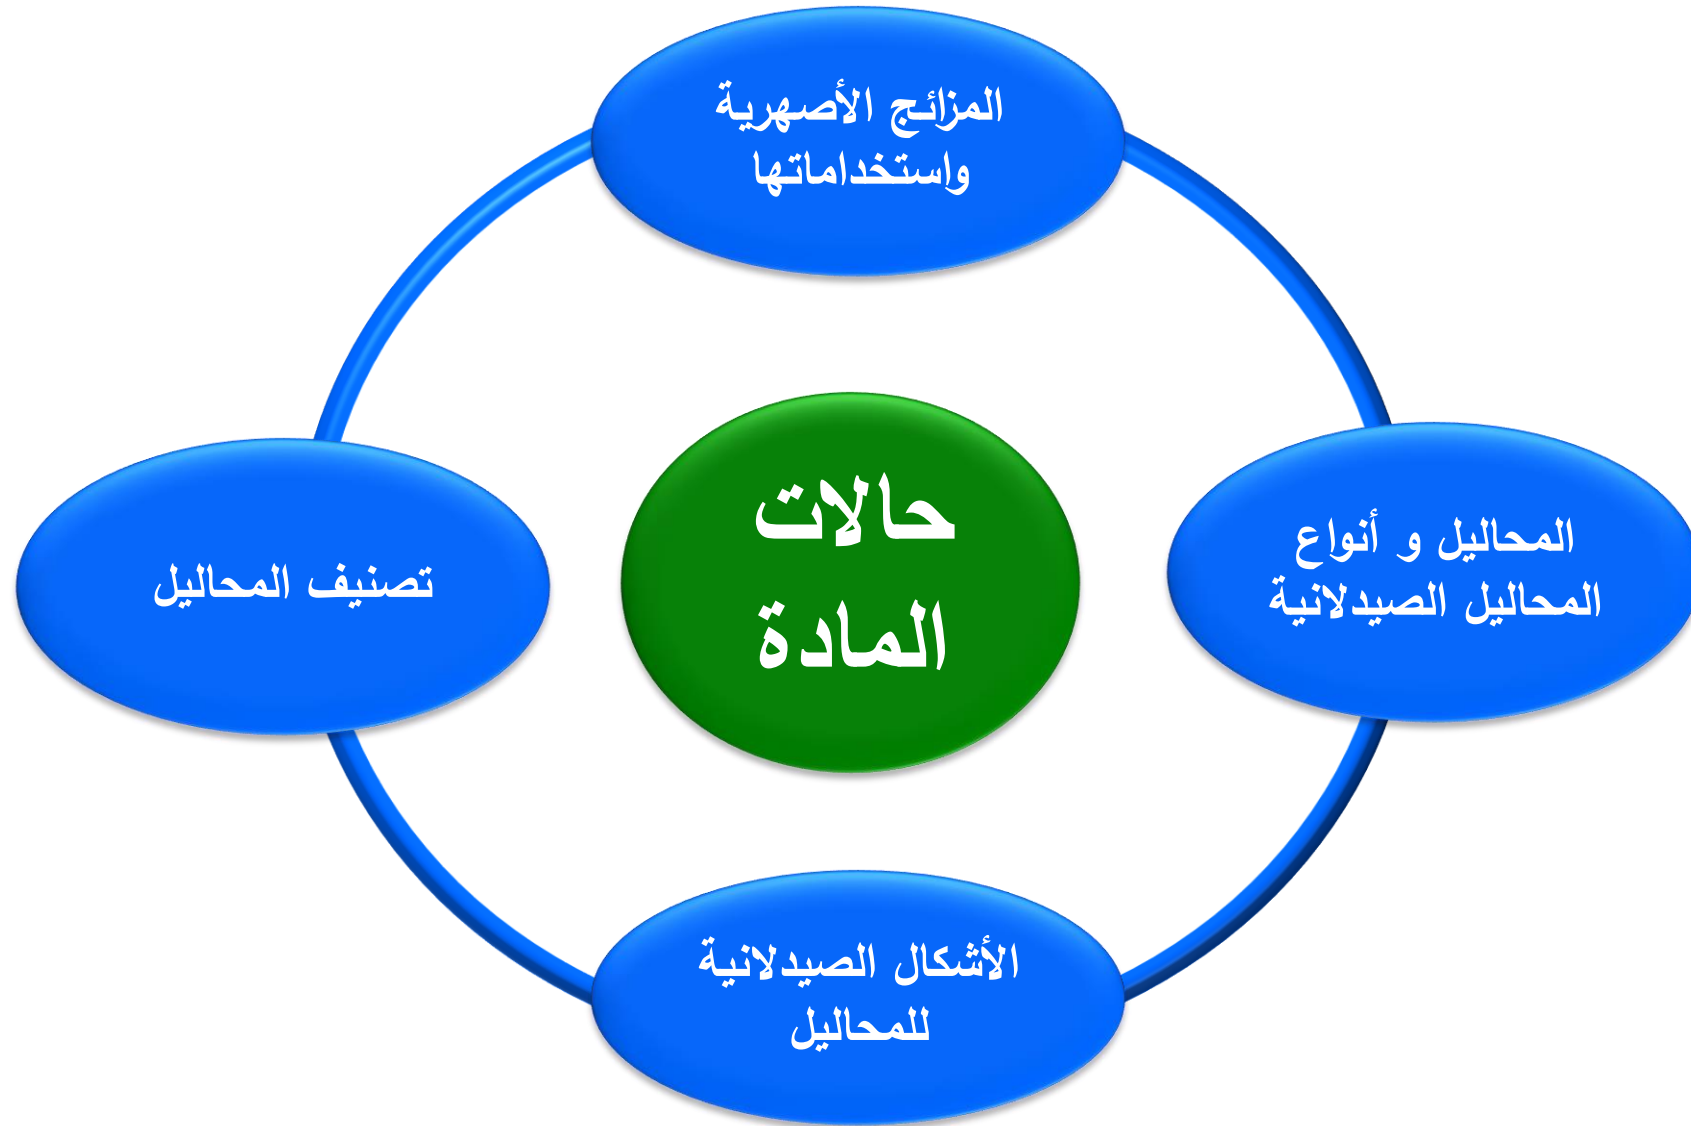 المزائج الأصهرية
واستخداماتها
حالات
المادة
المحاليل و أنواع
المحاليل الصيدلانية
تصنيف المحاليل
الأشكال الصيدلانية
للمحاليل